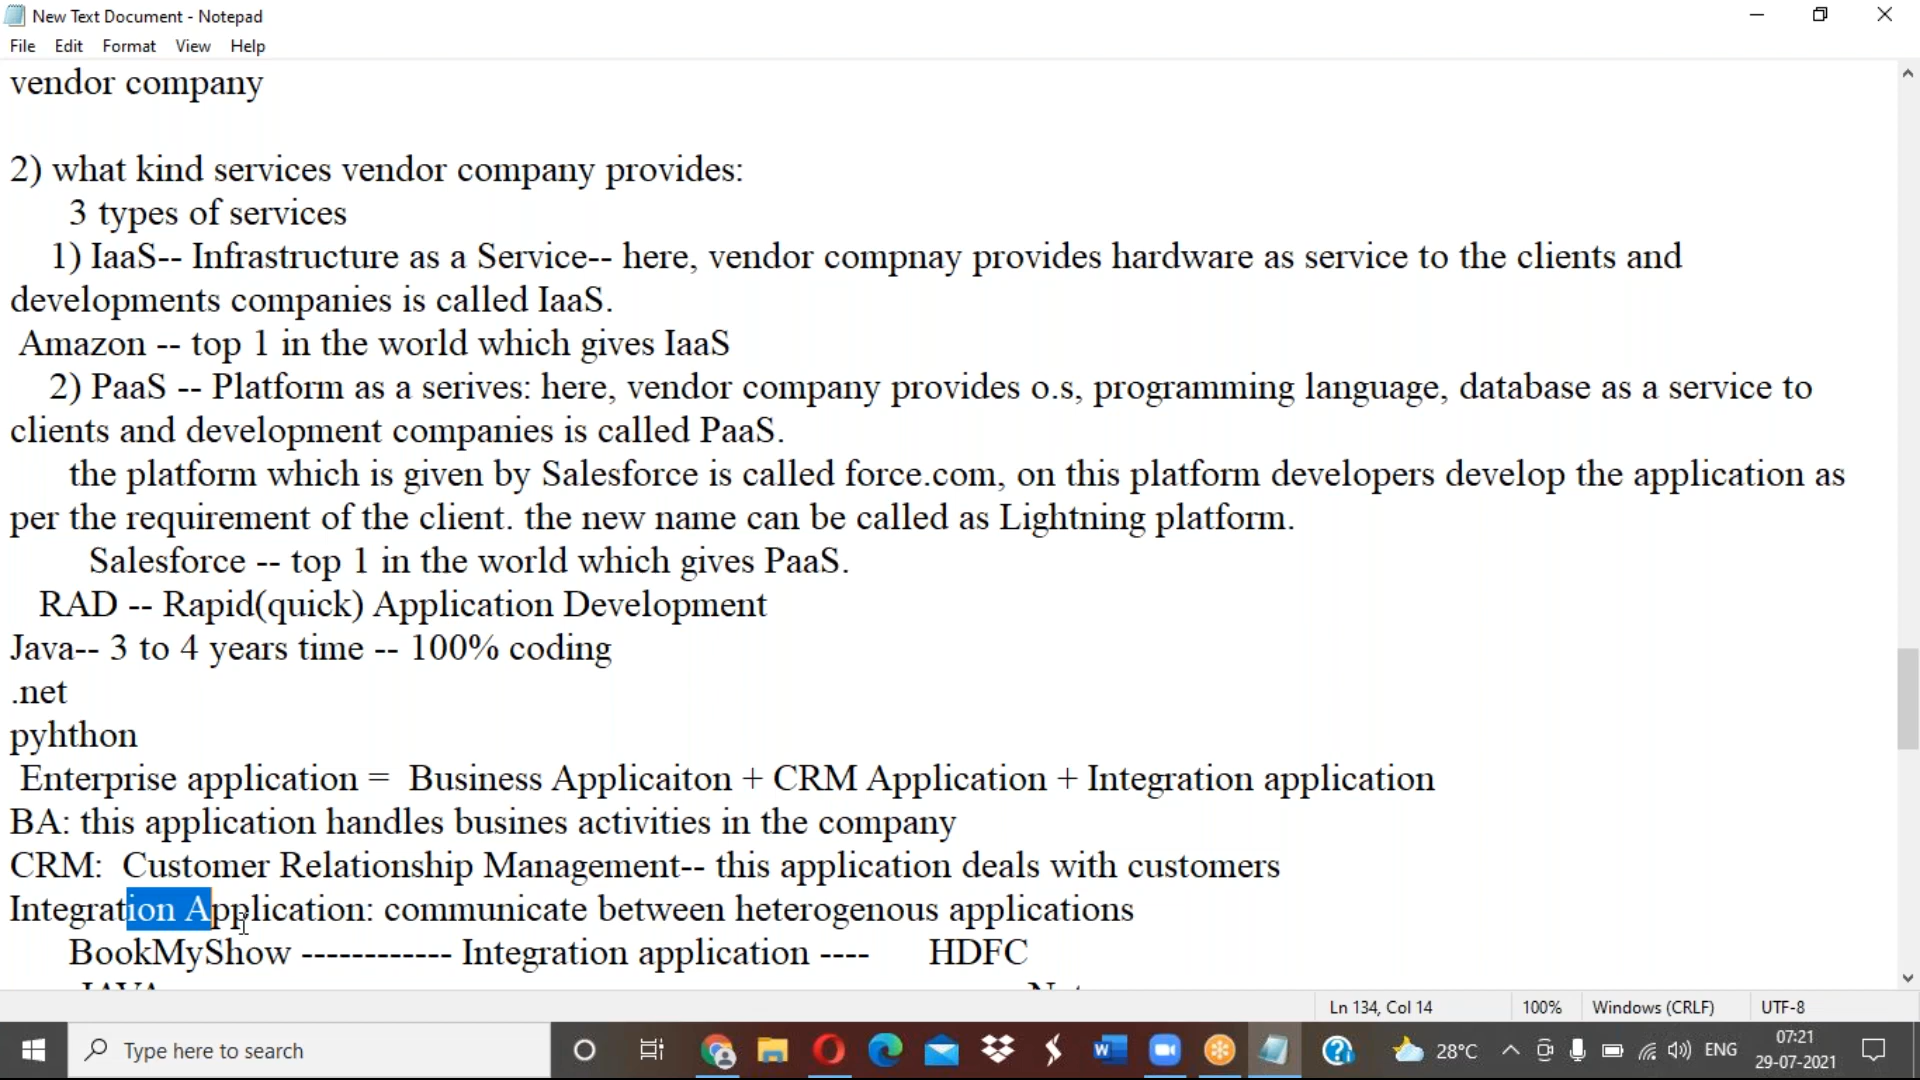 New Text Document - Notepad
File Edit Format View Help
vendor company
2) what kind services vendor company provides:
3 types of services
1) IaaS-- Infrastructure as a Service-- here, vendor compnay provides hardware as service to the clients and
developments companies is called IaaS.
Amazon -- top 1 in the world which gives IaaS
2) PaaS -- Platform as a serives: here, vendor company provides o.s, programming language, database as a service to
clients and development companies is called PaaS.
the platform which is given by Salesforce is called force.com, on this platform developers develop the application as
per the requirement of the client. the new name can be called as Lightning platform.
Salesforce -- top 1 in the world which gives PaaS.
RAD -- Rapid(quick) Application Development
Java-- 3 to 4 years time -- 100% coding
.net
pyhthon
Enterprise application = Business Applicaiton + CRM Application + Integration application
BA: this application handles busines activities in the company
CRM: Customer Relationship Management-- this application deals with customers
Integration Application: communicate between heterogenous applications
BookMyShow ------------ Integration application ---- HDFC
JAVA
Ln 134, Col 14 100% Windows (CRLF) UTF-8
Type here to search 28°C ENG 07:21
29-07-2021